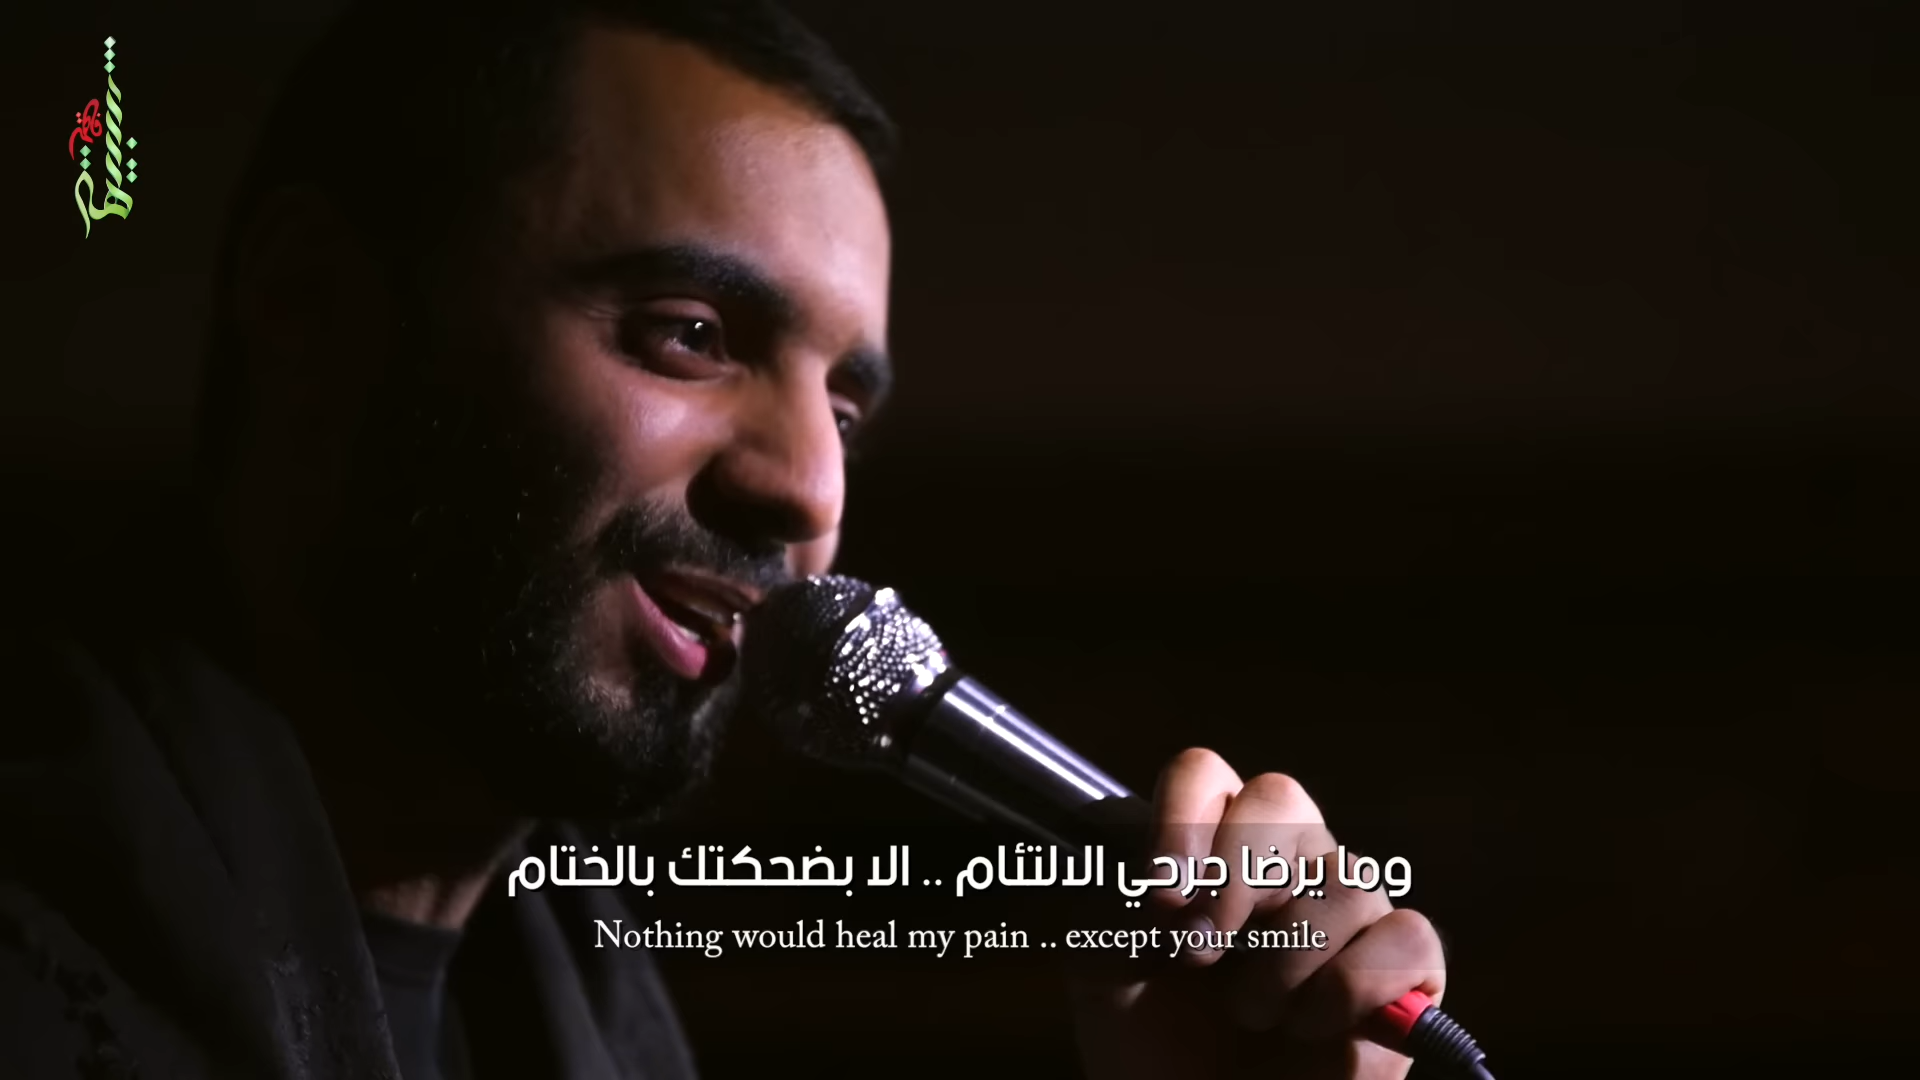 وما يرضا جرحي الالتئام .. الا بضحكتك بالختام
Nothing would heal my pain .. except your smile